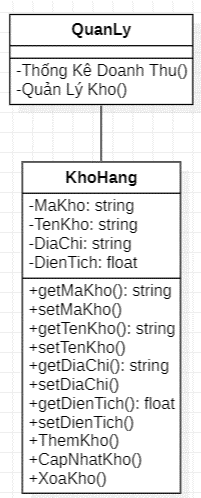 QuanLy
-Thống Kê Doanh Thu()
-Quản Lý Kho()
KhoHang
-MaKho: string
-TenKho: string
-DiaChi: string
-DienTich: float
+getMaKho(): string
+setMaKho()
+getTenKho(): string
+setTenKho()
+getDiaChi(): string
+setDiaChi()
+getDienTich(): float
+setDienTich()
+ThemKho()
+CapNhatKho()
+XoaKho()